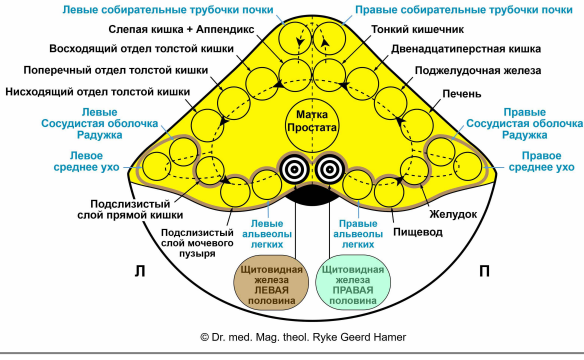 Левые собирательные трубочки почки
Правые собирательные трубочки почки
Слепая кишка + Аппендикс
Тонкий кишечник
Восходящий отдел толстой кишки
Двенадцатиперстная кишка
Поперечный отдел толстой кишки
Поджелудочная железа
Нисходящий отдел толстой кишки
Печень
Матка
Простата
Левые
Сосудистая оболочка
Радужка
Правые
Сосудистая оболочка
Радужка
Левое
среднее ухо
Правое
среднее ухо
Подслизистый
слой прямой кишки
Желудок
Подслизистый
слой мочевого
пузыря
Левые
альвеолы
легких
Правые
альвеолы
легких
Пищевод
Л
П
Щитовидная
железа
ЛЕВАЯ
половина
Щитовидная
железа
ПРАВАЯ
половина
© Dr. med. Mag. theol. Ryke Geerd Hamer